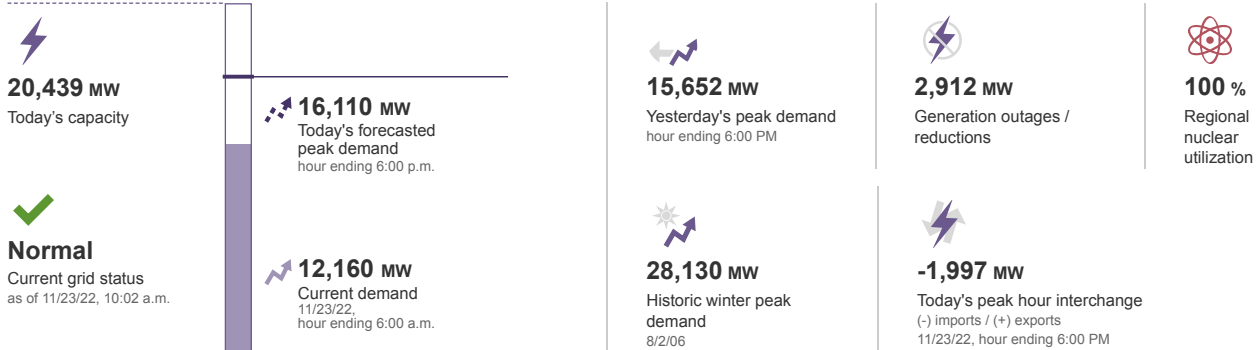 20,439 MW
Today's capacity
Normal
Current grid status
as of 11/23/22, 10:02 a.m.
16,110 MW
Today's forecasted
peak demand
hour ending 6:00 p.m.
12,160 MW
Current demand
11/23/22,
hour ending 6:00 a.m.
15,652 MW
Yesterday's peak demand
hour ending 6:00 PM
2,912 MW
Generation outages /
reductions
100 %
Regional
nuclear
utilization
28,130 MW
Historic winter peak
demand
8/2/06
-1,997 MW
Today's peak hour interchange
(-) imports / (+) exports
11/23/22, hour ending 6:00 PM